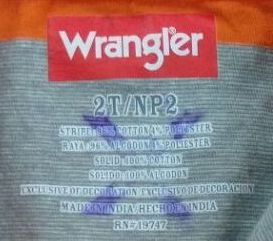 Wrangler
2T/NP2
STRIPE: 96% COTTON 4% POLYESTER
RAYA: 96% ALGODON 4% POLIESTER
SOLID: 100% COTTON
SOLIDO: 100% ALGODON
EXCLUSIVE OF DECORATION/EXCLUSIVO DE DECORACION
MADE IN INDIA/HECHO EN INDIA
RN#19747